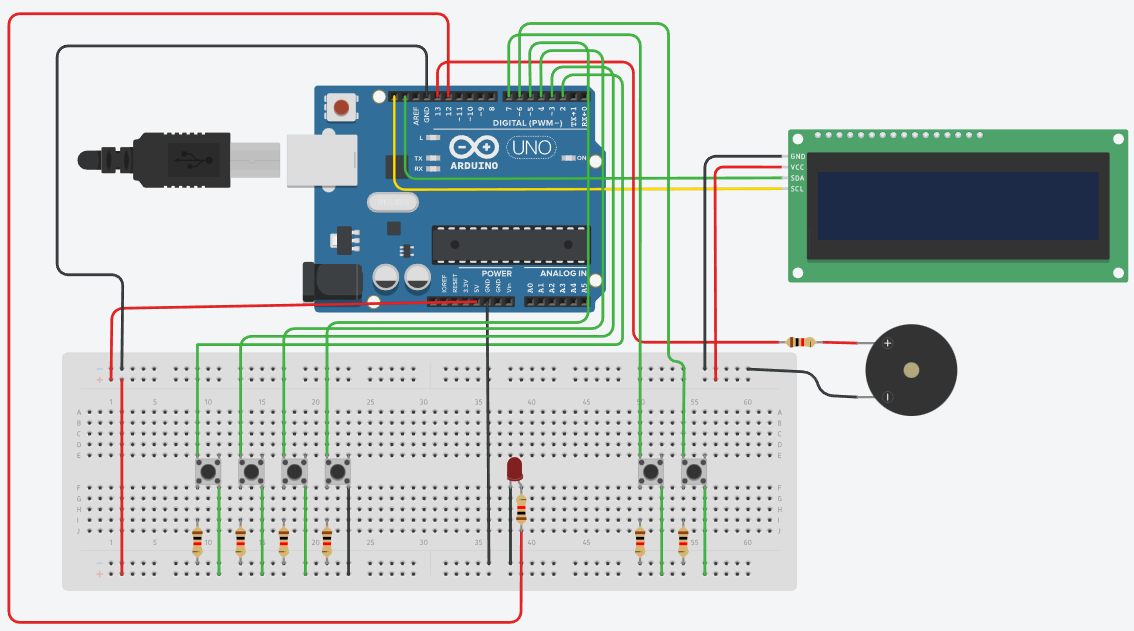 AREF
GND
13
12
~11
~10
~9
8
7
~6
~5
4
~3
2
TX→1
RX←0
DIGITAL (PWM~)
L
TX
RX
ARDUINO
UNO
ON
POWER
ANALOG IN
IOREF
RESET
3.3V
5V
GND
GND
Vin
A0
A1
A2
A3
A4
A5
GND
VCC
SDA
SCL
+
1
5
10
15
20
25
30
35
40
45
50
55
60
A
B
C
D
E
F
G
H
I
J
A
B
C
D
E
F
G
H
I
J
1
5
10
15
20
25
30
35
40
45
50
55
60